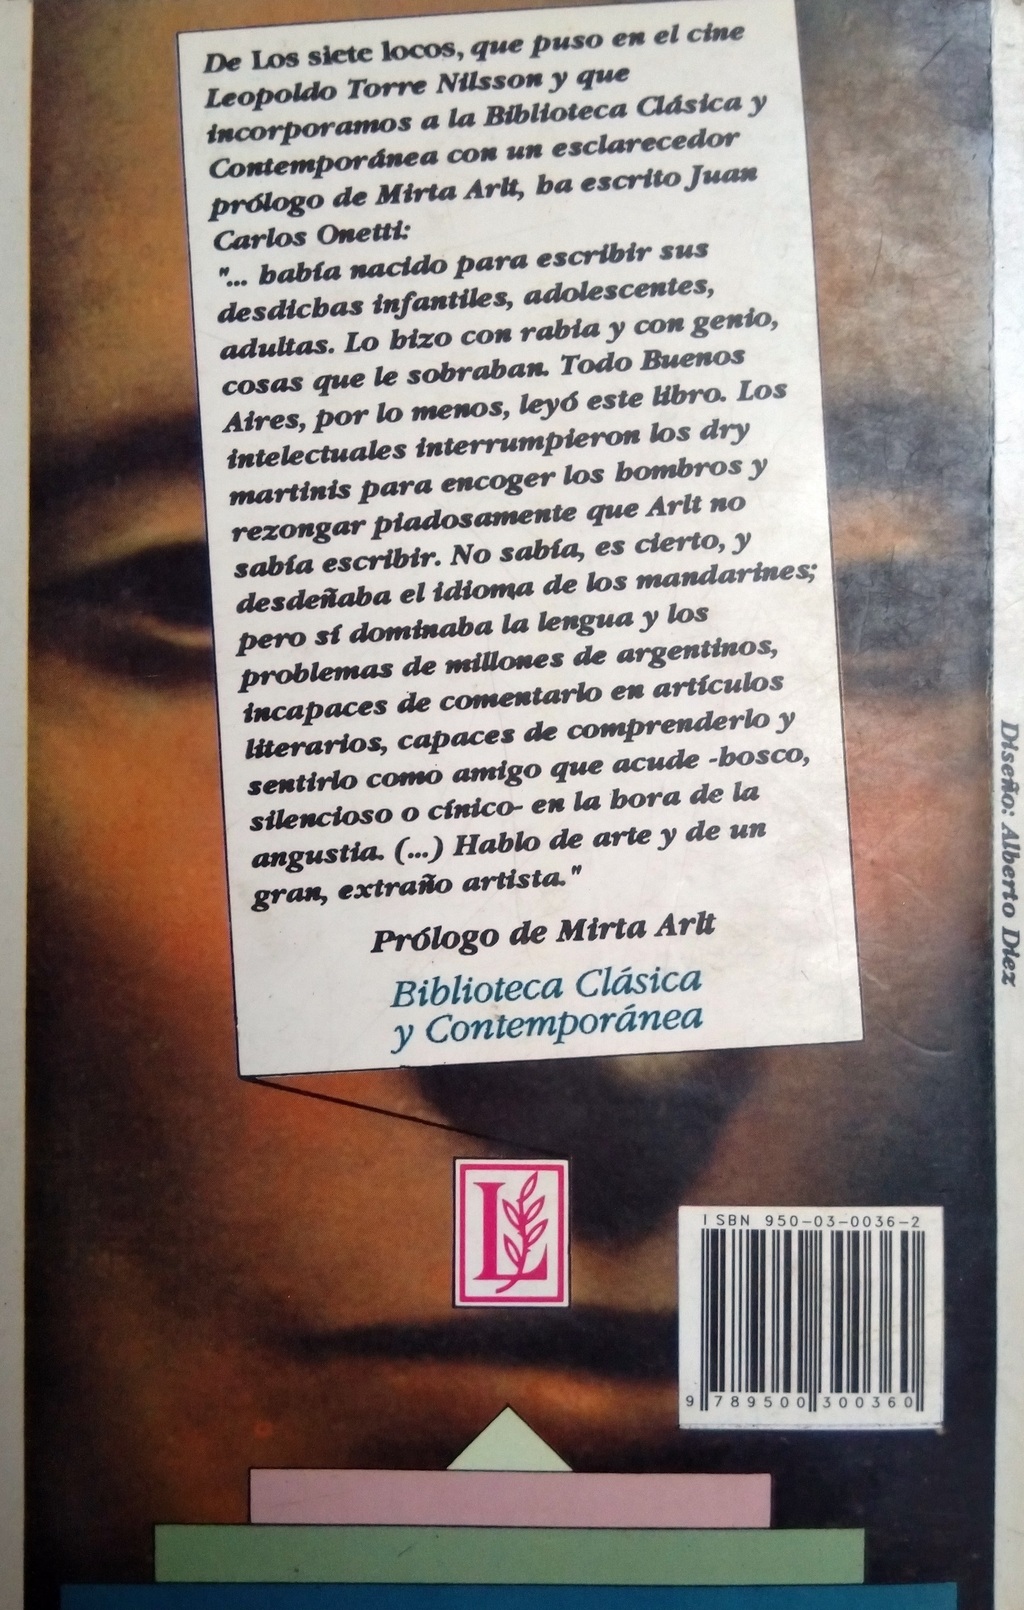 De Los siete locos, que puso en el cine
Leopoldo Torre Nilsson y que
incorporamos a la Biblioteca Clásica y
Contemporánea con un esclarecedor
prólogo de Mirta Arlt, ha escrito Juan
Carlos Onetti:
"... había nacido para escribir sus
desdichas infantiles, adolescentes,
adultas. Lo hizo con rabia y con genio,
cosas que le sobraban. Todo Buenos
Aires, por lo menos, leyó este libro. Los
intelectuales interrumpieron los dry
martinis para encoger los hombros y
rezongar piadosamente que Arlt no
sabía escribir. No sabía, es cierto, y
desdeñaba el idioma de los mandarines;
pero sí dominaba la lengua y los
problemas de millones de argentinos,
incapaces de comentarlo en artículos
literarios, capaces de comprenderlo y
sentirlo como amigo que acude -hosco,
silencioso o cínico- en la hora de la
angustia. (...) Hablo de arte y de un
gran, extraño artista."
Prólogo de Mirta Arlt
Biblioteca Clásica
y Contemporánea
L
ISBN 950-03-0036-2
9 789500 300360
Diseño: Alberto Diez